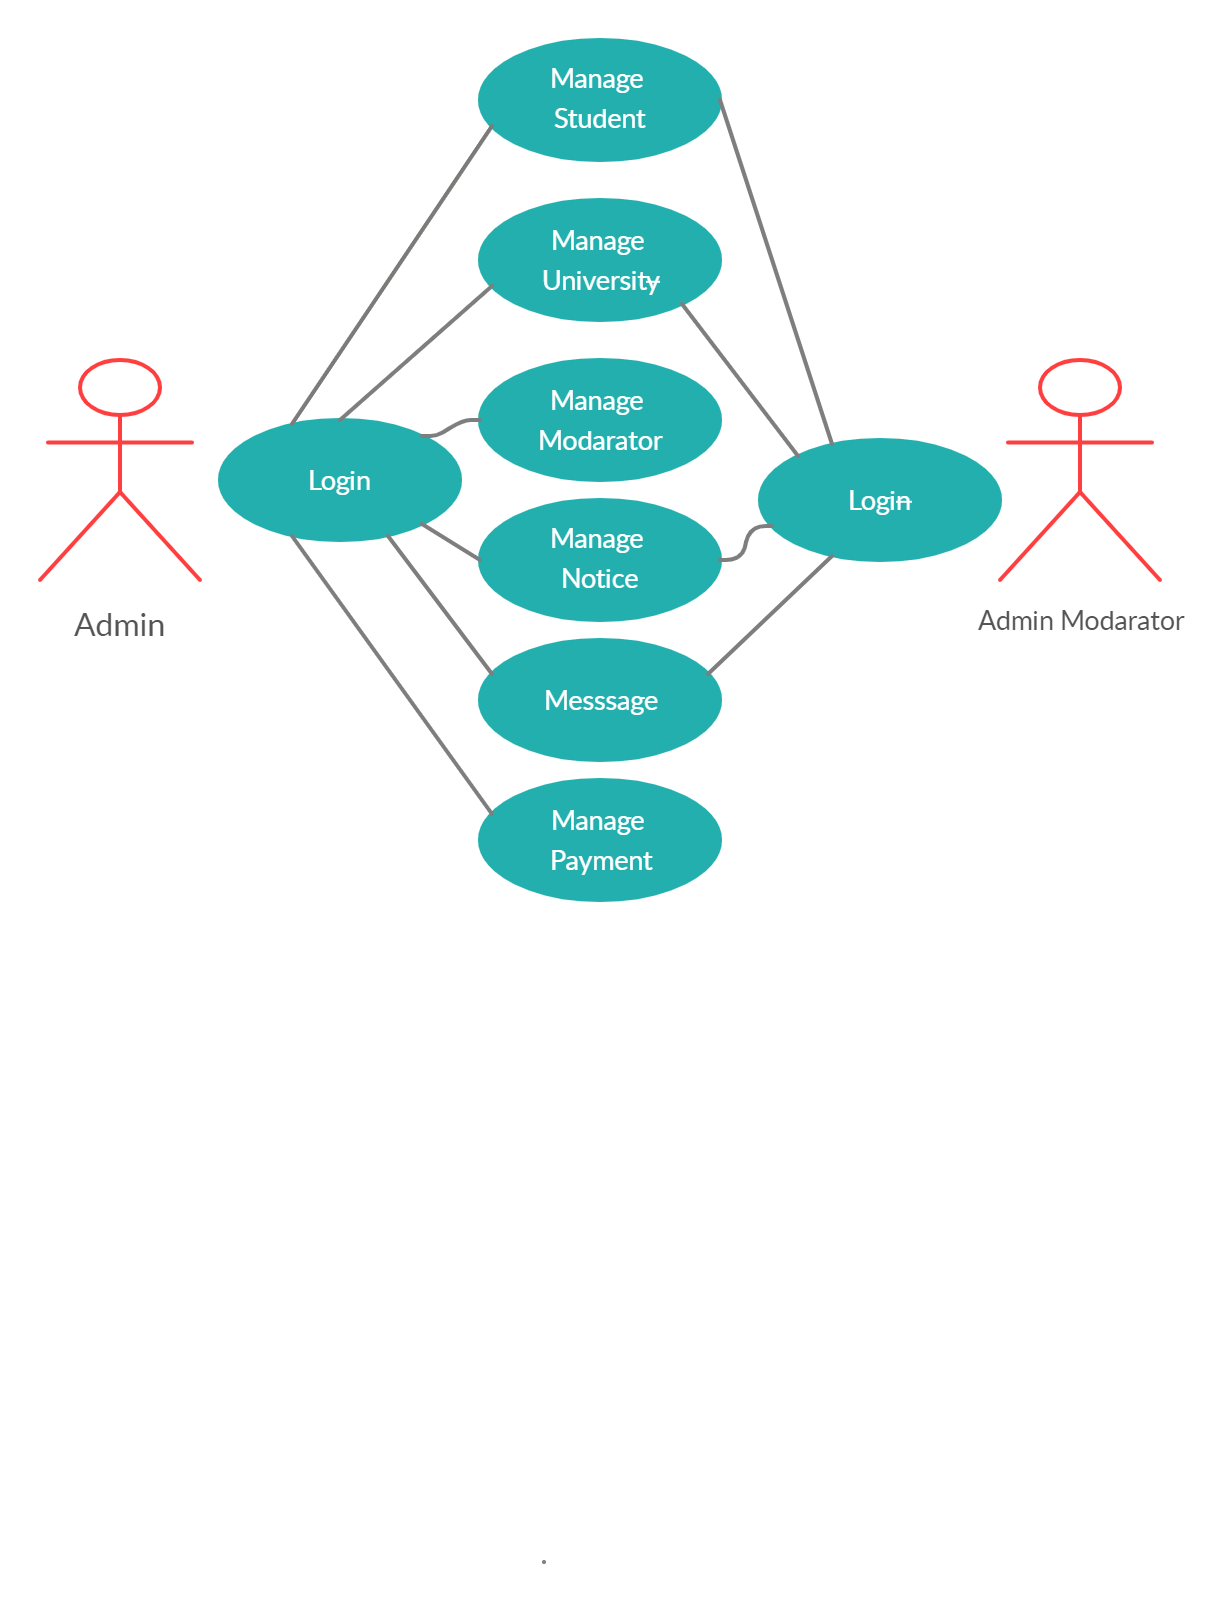 Manage
Student
Manage
University
Manage
Modarator
Login
Login
Manage
Notice
Admin
Admin Modarator
Messsage
Manage
Payment